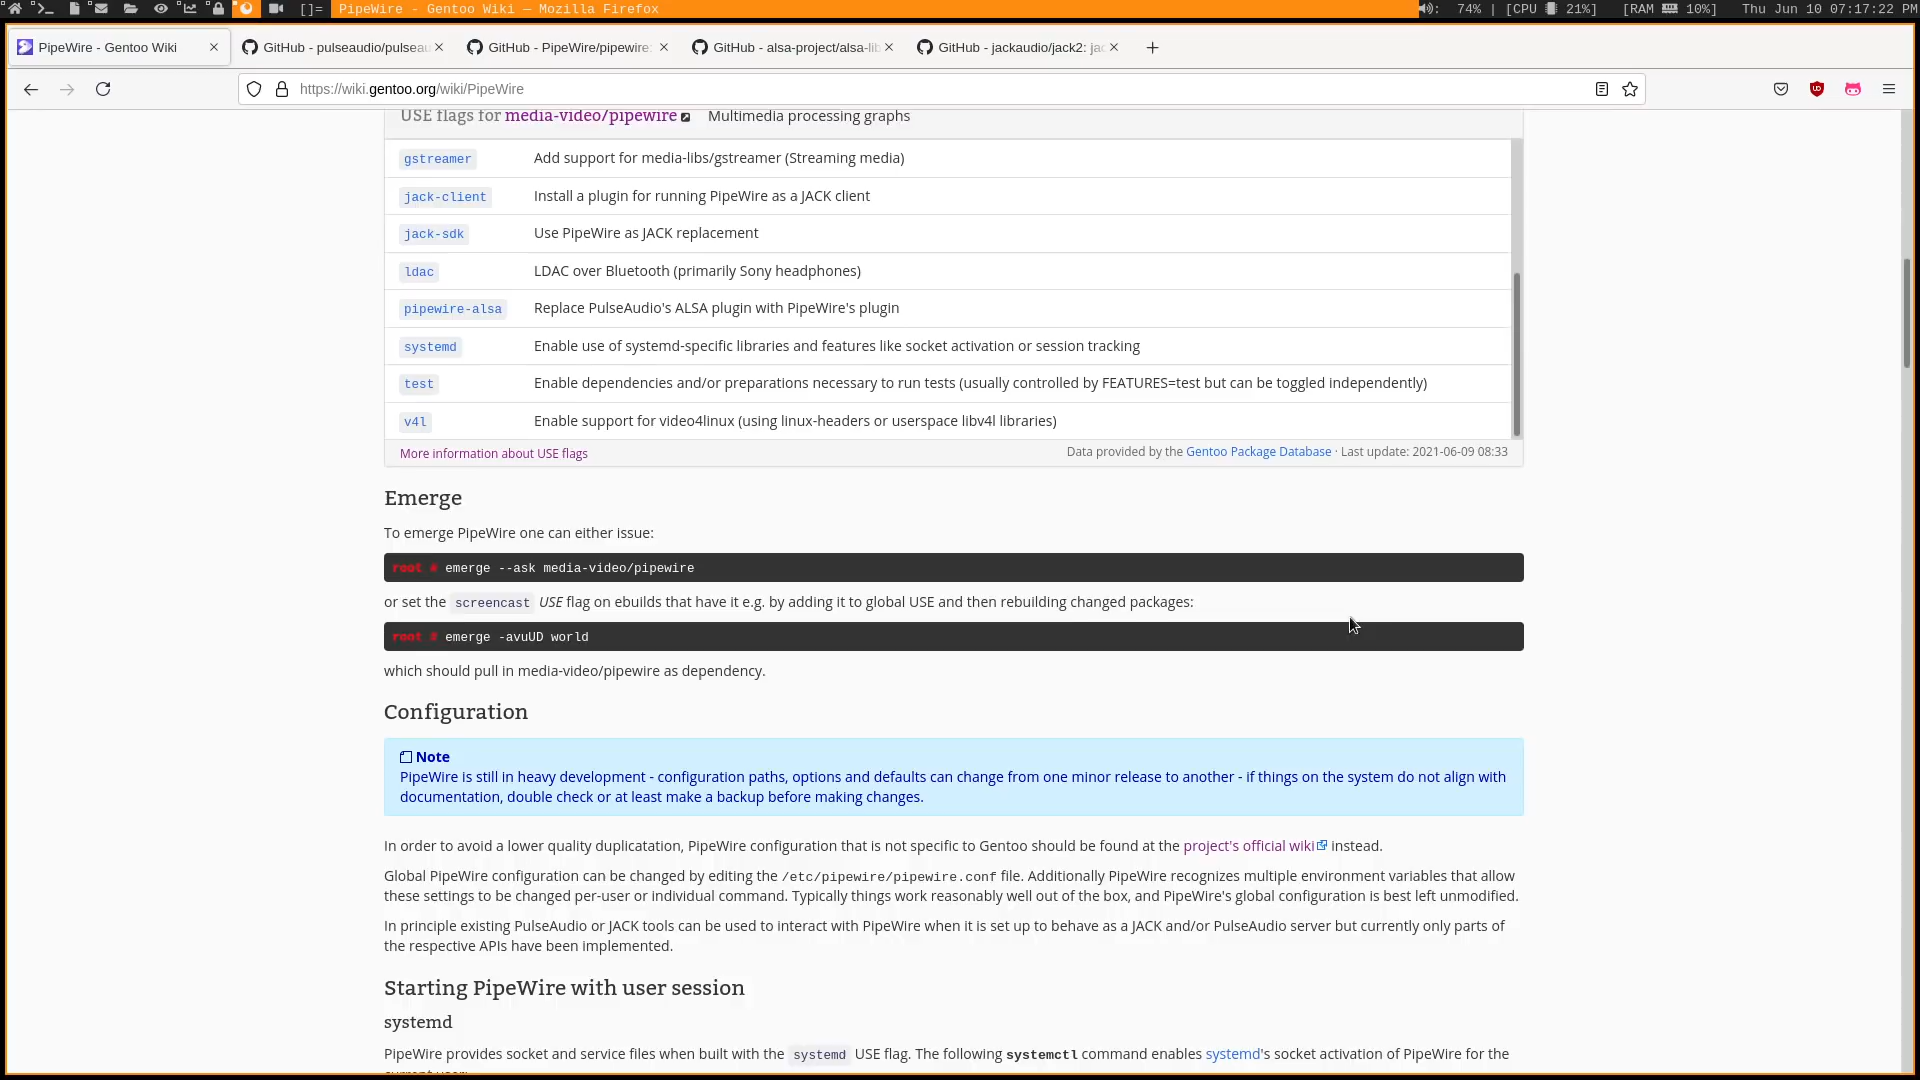 []= PipeWire - Gentoo Wiki — Mozilla Firefox : 74% | [CPU 21%] [RAM 10%] Thu Jun 10 07:17:22 PM
PipeWire - Gentoo Wiki GitHub - pulseaudio/pulseau GitHub - PipeWire/pipewire: GitHub - alsa-project/alsa-lib GitHub - jackaudio/jack2: jac
https://wiki.gentoo.org/wiki/PipeWire
USE flags for media-video/pipewire Multimedia processing graphs
gstreamer Add support for media-libs/gstreamer (Streaming media)
jack-client Install a plugin for running PipeWire as a JACK client
jack-sdk Use PipeWire as JACK replacement
ldac LDAC over Bluetooth (primarily Sony headphones)
pipewire-alsa Replace PulseAudio's ALSA plugin with PipeWire's plugin
systemd Enable use of systemd-specific libraries and features like socket activation or session tracking
test Enable dependencies and/or preparations necessary to run tests (usually controlled by FEATURES=test but can be toggled independently)
v4l Enable support for video4linux (using linux-headers or userspace libv4l libraries)
More information about USE flags Data provided by the Gentoo Package Database · Last update: 2021-06-09 08:33
Emerge
To emerge PipeWire one can either issue:
root # emerge --ask media-video/pipewire
or set the screencast USE flag on ebuilds that have it e.g. by adding it to global USE and then rebuilding changed packages:
root # emerge -avuUD world
which should pull in media-video/pipewire as dependency.
Configuration
Note
PipeWire is still in heavy development - configuration paths, options and defaults can change from one minor release to another - if things on the system do not align with
documentation, double check or at least make a backup before making changes.
In order to avoid a lower quality duplicatation, PipeWire configuration that is not specific to Gentoo should be found at the project's official wiki instead.
Global PipeWire configuration can be changed by editing the /etc/pipewire/pipewire.conf file. Additionally PipeWire recognizes multiple environment variables that allow
these settings to be changed per-user or individual command. Typically things work reasonably well out of the box, and PipeWire's global configuration is best left unmodified.
In principle existing PulseAudio or JACK tools can be used to interact with PipeWire when it is set up to behave as a JACK and/or PulseAudio server but currently only parts of
the respective APIs have been implemented.
Starting PipeWire with user session
systemd
PipeWire provides socket and service files when built with the systemd USE flag. The following systemctl command enables systemd's socket activation of PipeWire for the